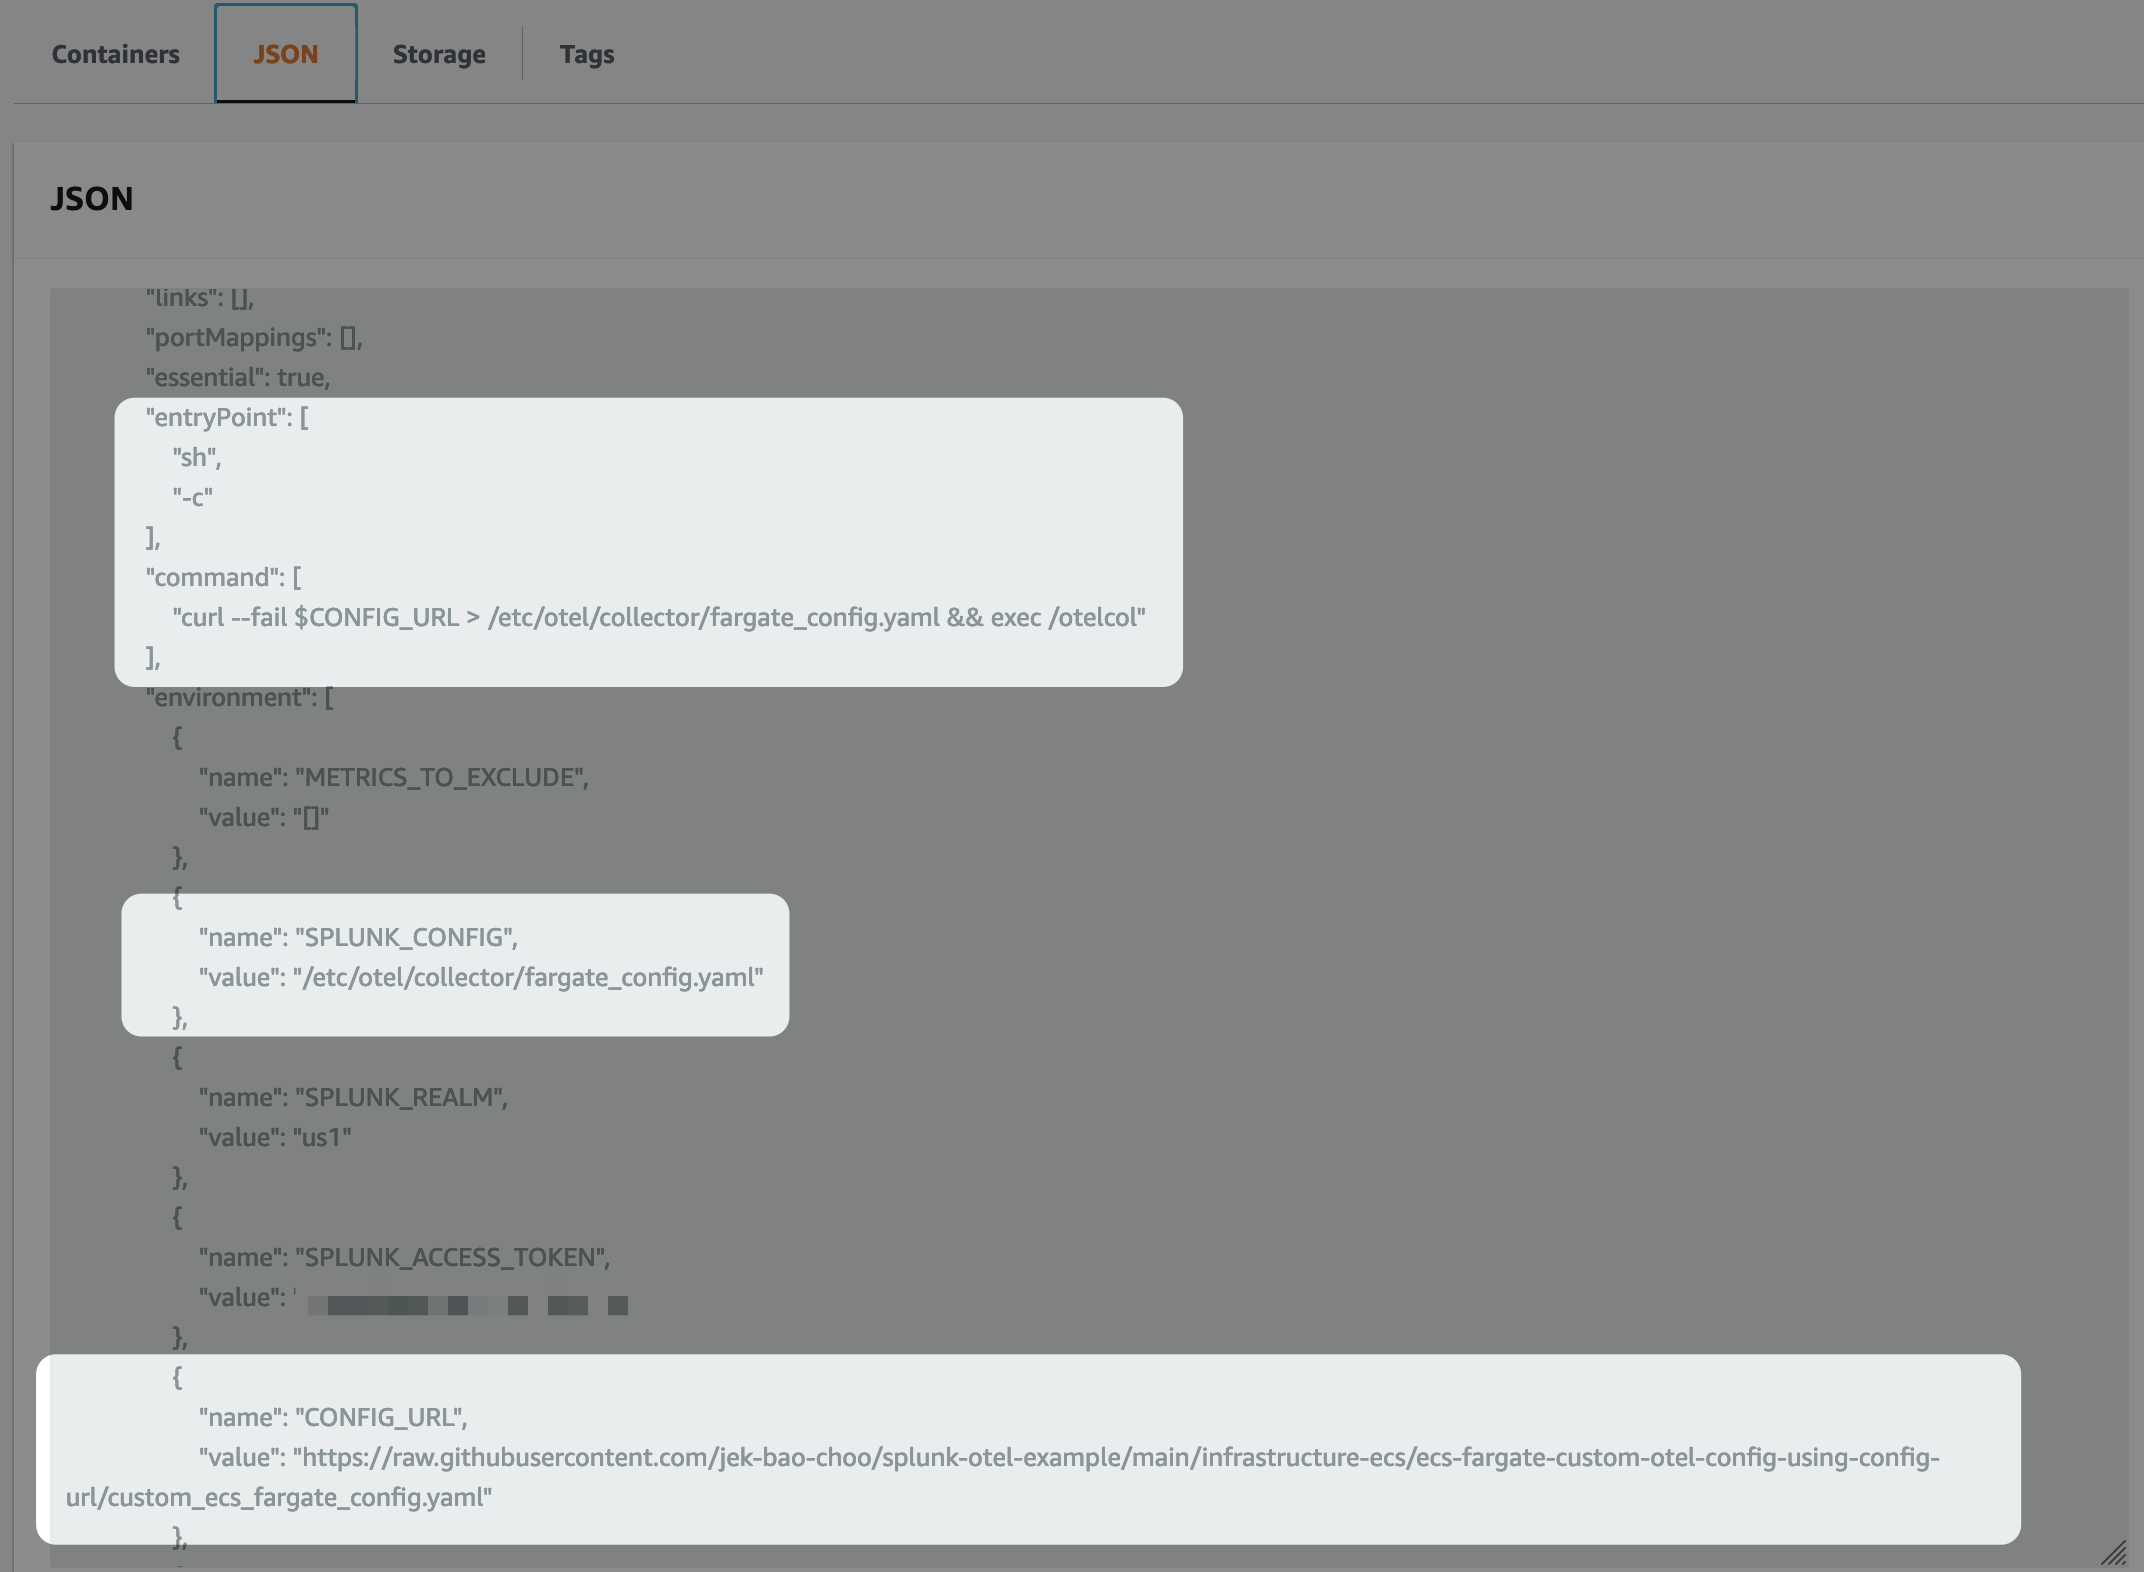 Containers JSON Storage Tags
JSON
"links": [],
"portMappings": [],
"essential": true,
"entryPoint": [
"sh",
"-c"
],
"command": [
"curl --fail $CONFIG_URL > /etc/otel/collector/fargate_config.yaml && exec /otelcol"
],
"environment": [
{
"name": "METRICS_TO_EXCLUDE",
"value": "[]"
},
{
"name": "SPLUNK_CONFIG",
"value": "/etc/otel/collector/fargate_config.yaml"
},
{
"name": "SPLUNK_REALM",
"value": "us1"
},
{
"name": "SPLUNK_ACCESS_TOKEN",
"value": "
},
{
"name": "CONFIG_URL",
"value": "https://raw.githubusercontent.com/jek-bao-choo/splunk-otel-example/main/infrastructure-ecs/ecs-fargate-custom-otel-config-using-config-
url/custom_ecs_fargate_config.yaml"
},